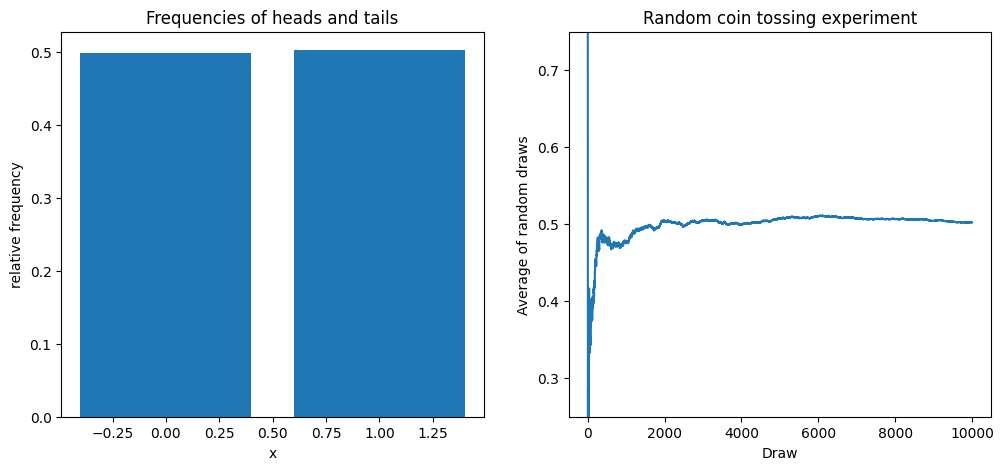 Frequencies of heads and tails
relative frequency
0.5
0.4
0.3
0.2
0.1
0.0
−0.25 0.00 0.25 0.50 0.75 1.00 1.25
x
Random coin tossing experiment
Average of random draws
0.7
0.6
0.5
0.4
0.3
0 2000 4000 6000 8000 10000
Draw